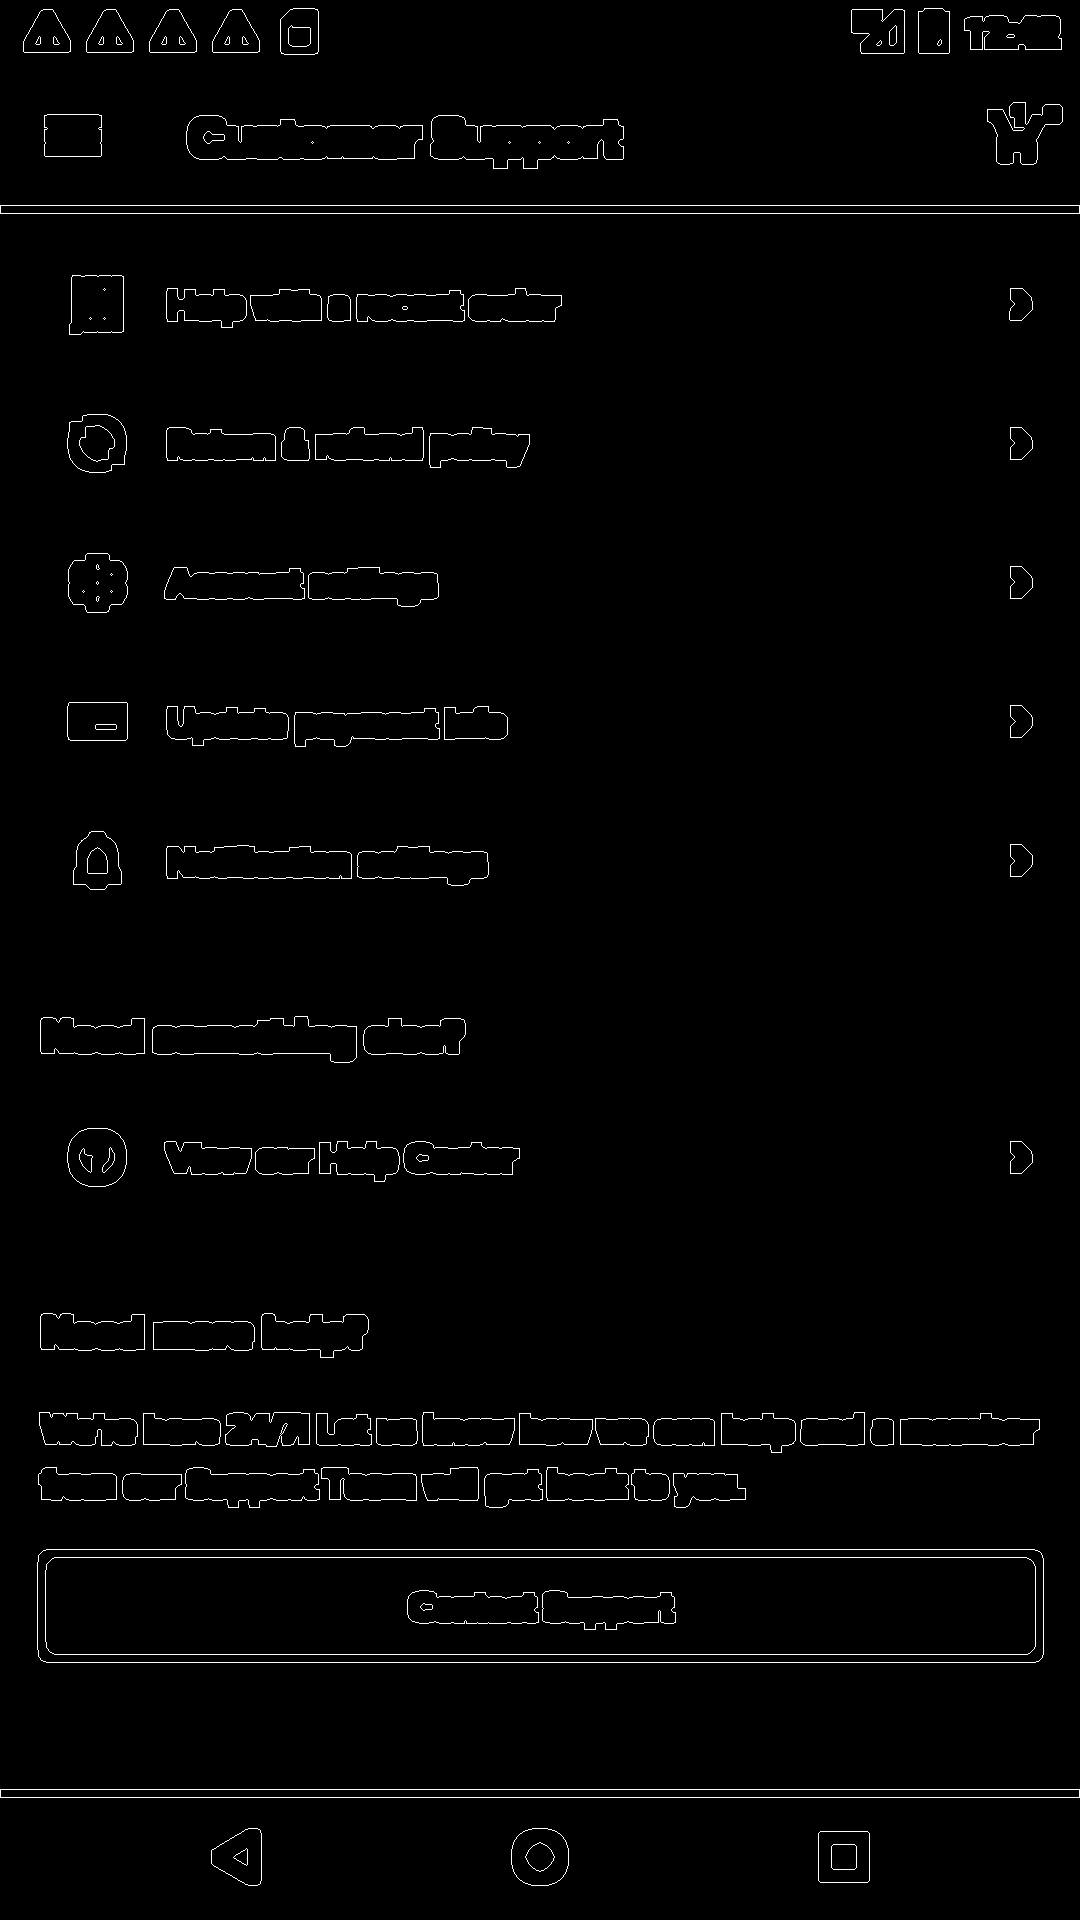 Customer Support
Help with a recent order
Return & refund policy
Account settings
Update payment info
Notification settings
Need something else?
View our Help Center
Need more help?
We're here 24/7! Let us know how we can help and a member
from our Support Team will get back to you.
Contact Support